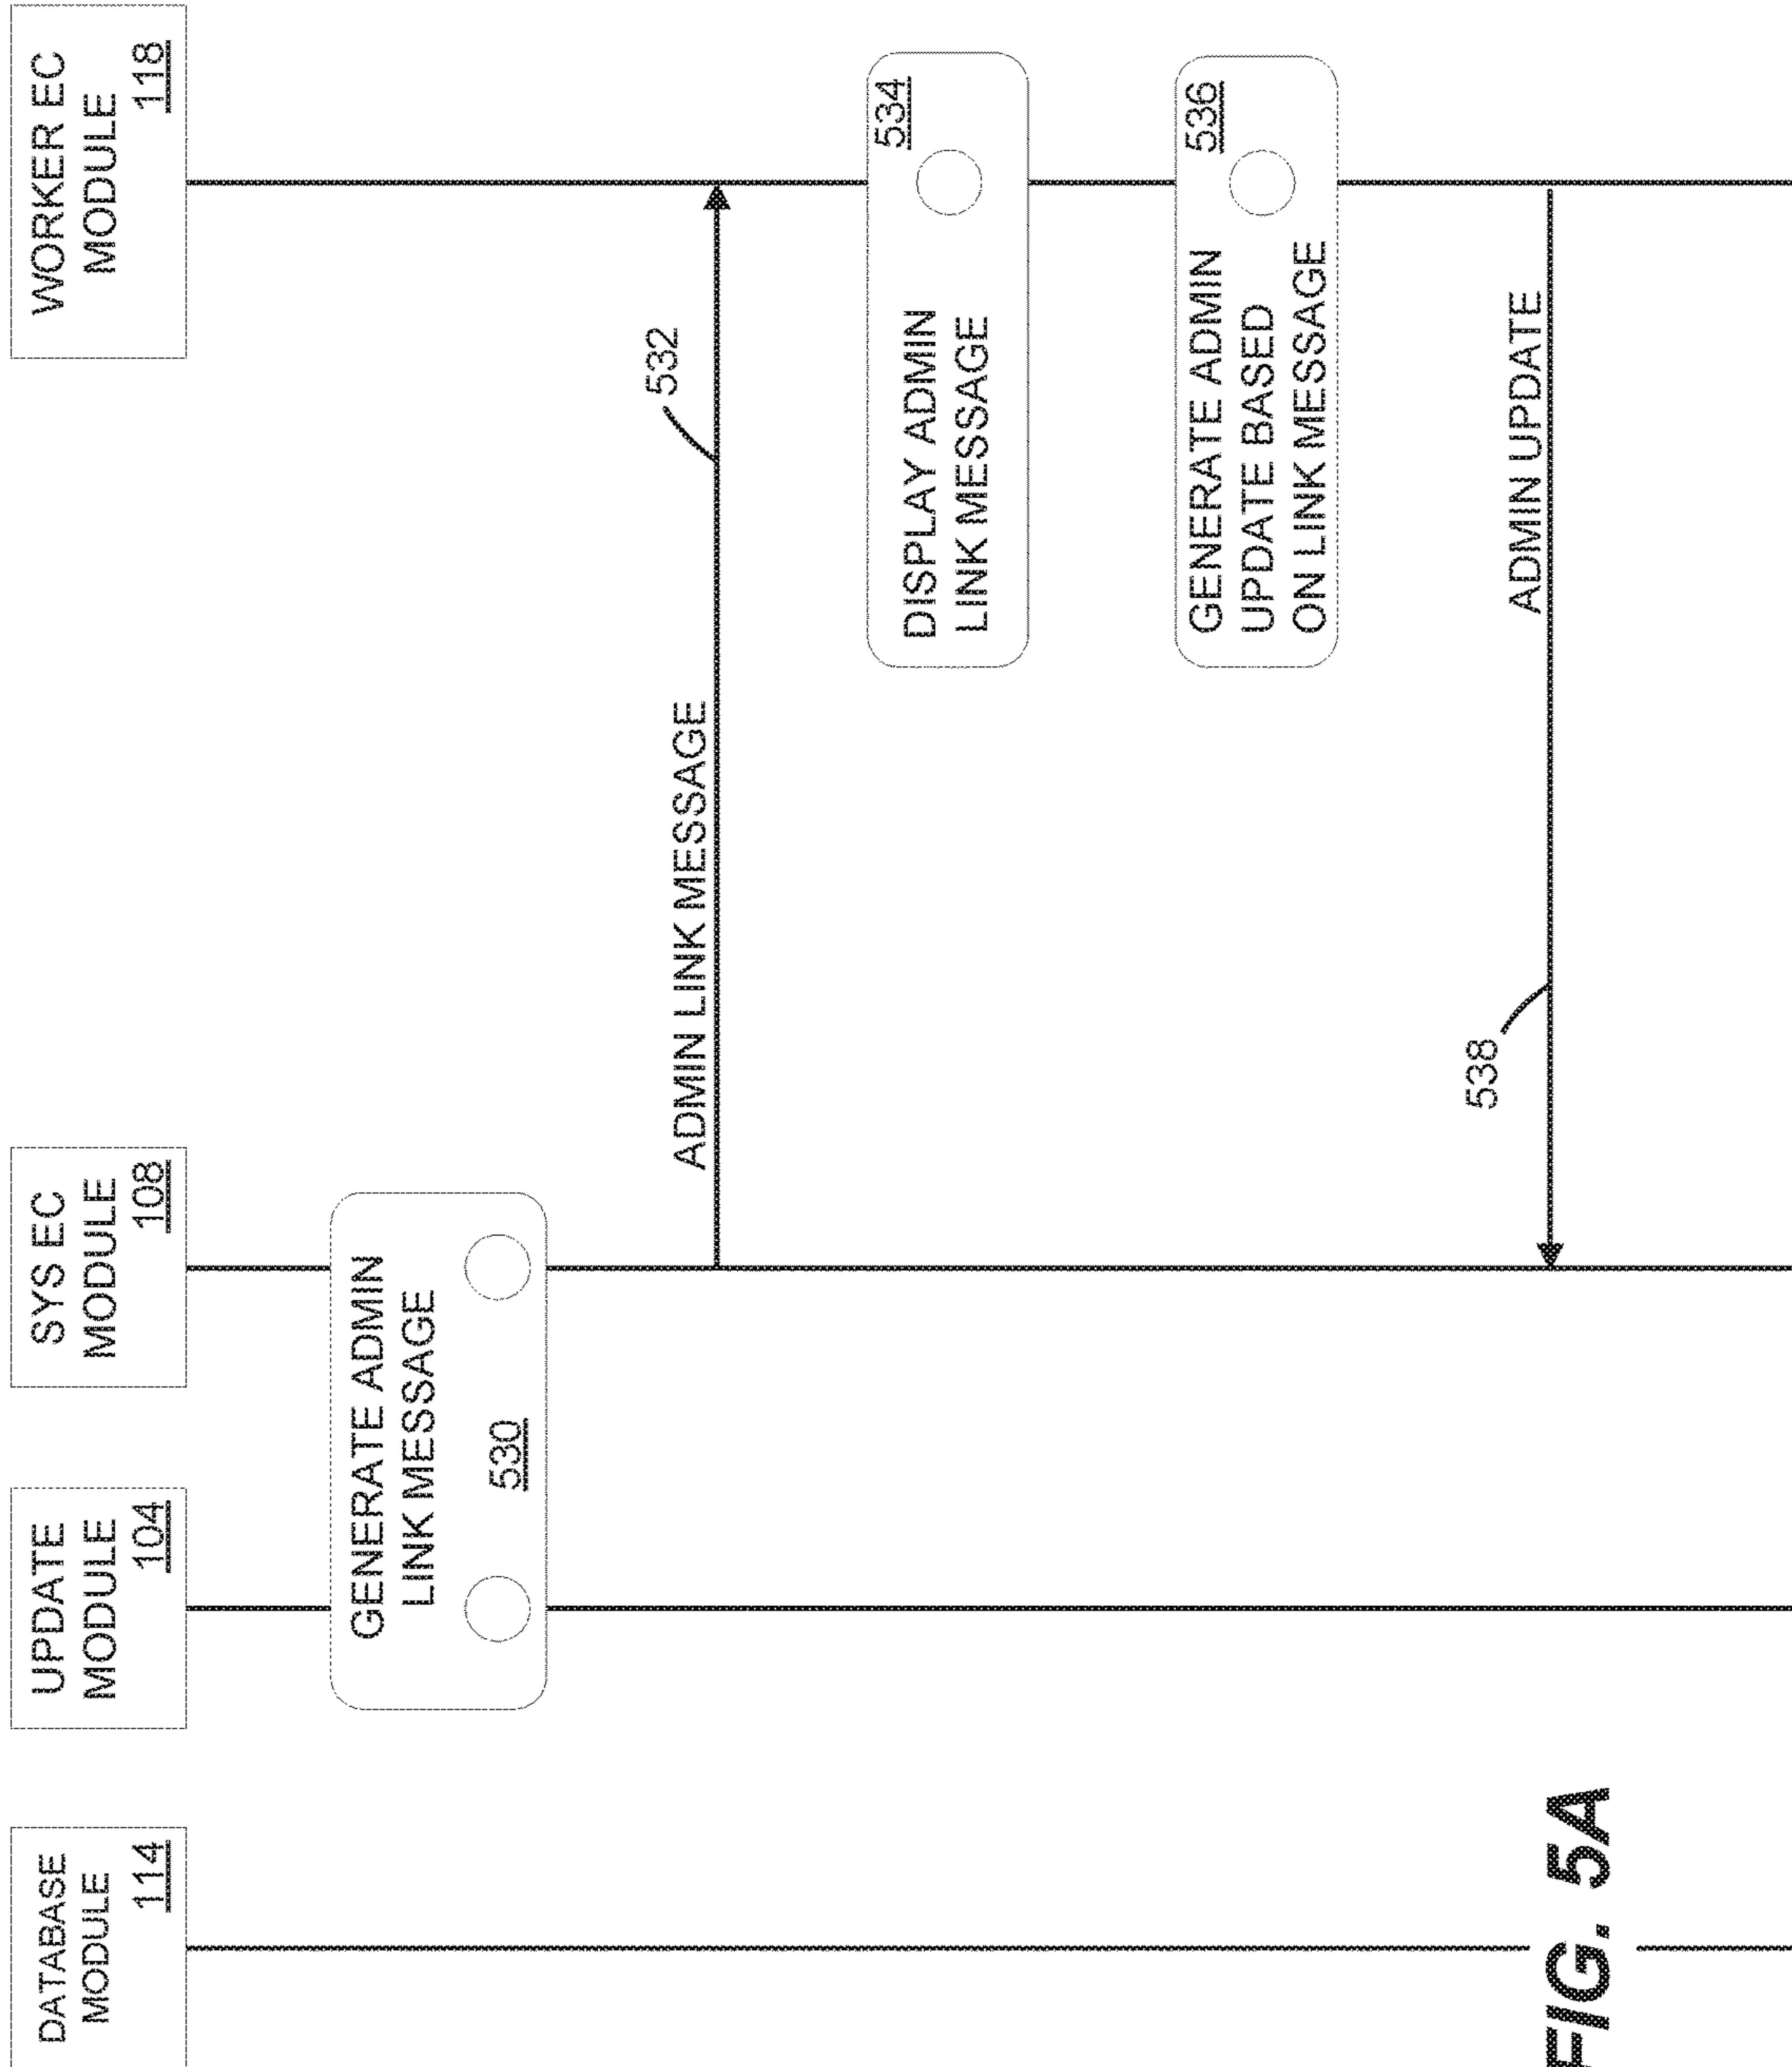 DATABASE
MODULE
114
UPDATE
MODULE
104
SYS EC
MODULE
108
WORKER EC
MODULE
118
GENERATE ADMIN
LINK MESSAGE
530
ADMIN LINK MESSAGE
532
DISPLAY ADMIN
LINK MESSAGE
534
GENERATE ADMIN
UPDATE BASED
ON LINK MESSAGE
536
538
ADMIN UPDATE
FIG. 5A